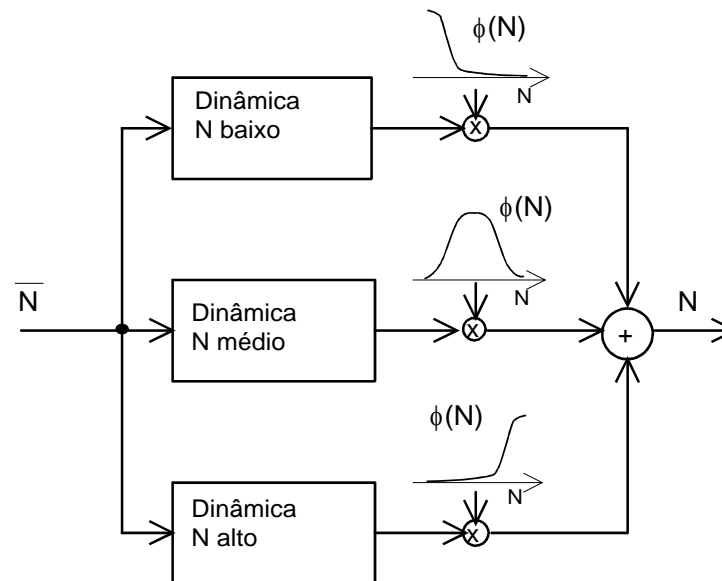 ϕ(N)
N
Dinâmica
N baixo
x
ϕ(N)
N
N̅
Dinâmica
N médio
x
+
N
ϕ(N)
N
Dinâmica
N alto
x